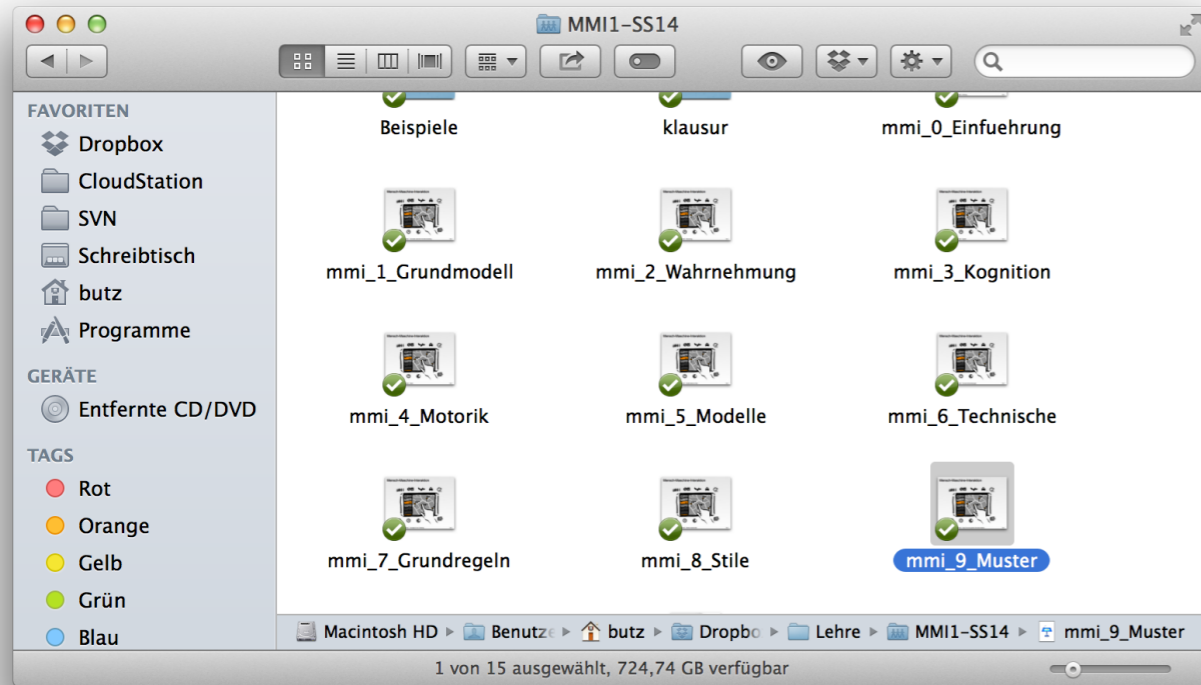 MMI1-SS14
FAVORITEN
Dropbox
CloudStation
SVN
Schreibtisch
butz
Programme
GERÄTE
Entfernte CD/DVD
TAGS
Rot
Orange
Gelb
Grün
Blau
Beispiele klausur mmi_0_Einfuehrung
mmi_1_Grundmodell mmi_2_Wahrnehmung mmi_3_Kognition
mmi_4_Motorik mmi_5_Modelle mmi_6_Technische
mmi_7_Grundregeln mmi_8_Stile mmi_9_Muster
Macintosh HD ▸ Benutze ▸ butz ▸ Dropbo ▸ Lehre ▸ MMI1-SS14 ▸ mmi_9_Muster
1 von 15 ausgewählt, 724,74 GB verfügbar